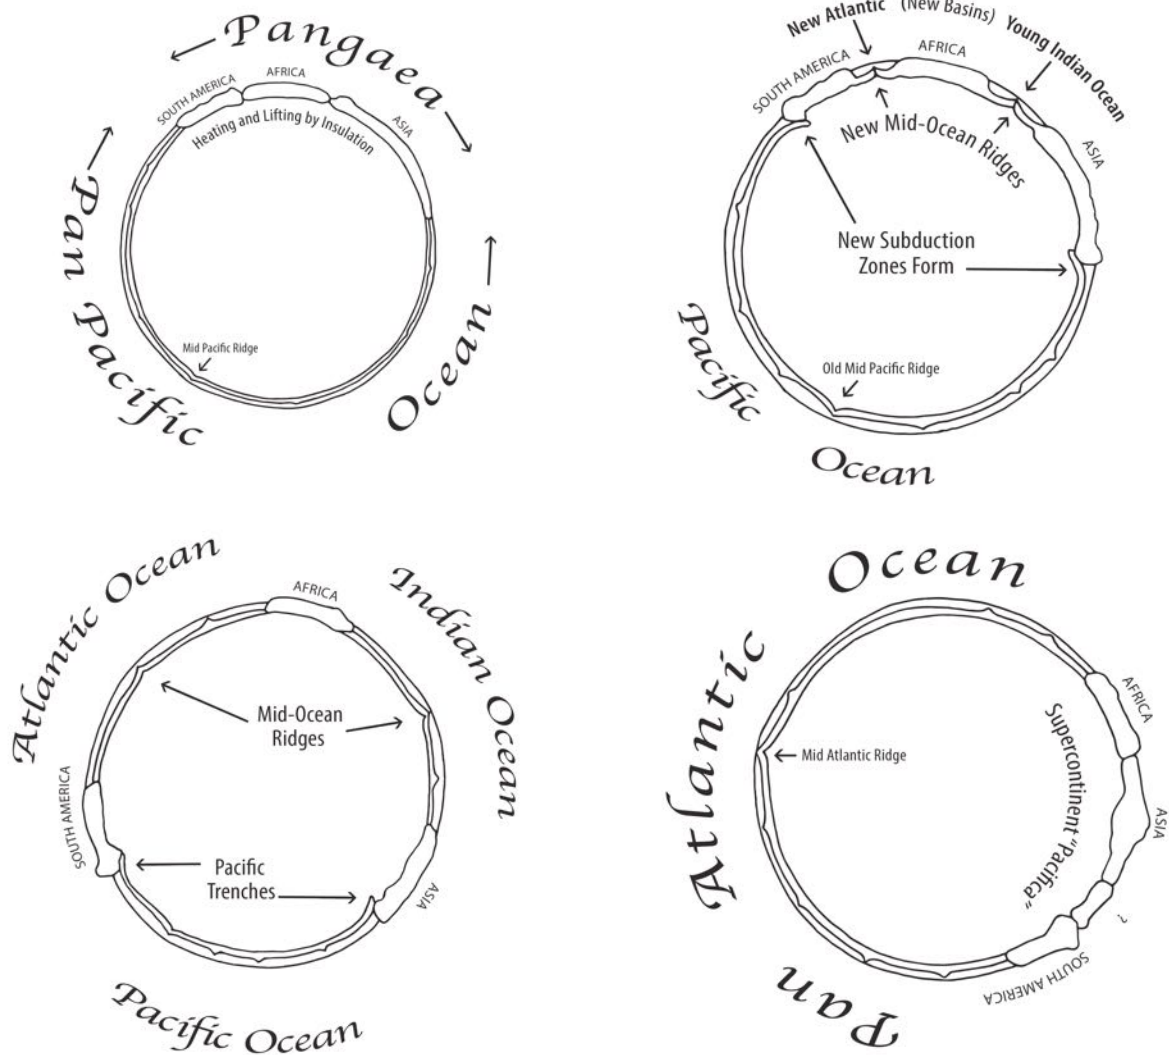 Pangaea
SOUTH AMERICA
AFRICA
ASIA
Heating and Lifting by Insulation
Pan Pacific
Ocean
Mid Pacific Ridge
New Atlantic
(New Basins)
Young Indian Ocean
SOUTH AMERICA
AFRICA
ASIA
New Mid-Ocean Ridges
New Subduction
Zones Form
Old Mid Pacific Ridge
Pacific
Ocean
Atlantic Ocean
AFRICA
Indian Ocean
Mid-Ocean
Ridges
SOUTH AMERICA
Pacific
Trenches
ASIA
Pacific Ocean
Pan Atlantic Ocean
AFRICA
Mid Atlantic Ridge
Supercontinent "Pacifica"
ASIA
?
SOUTH AMERICA